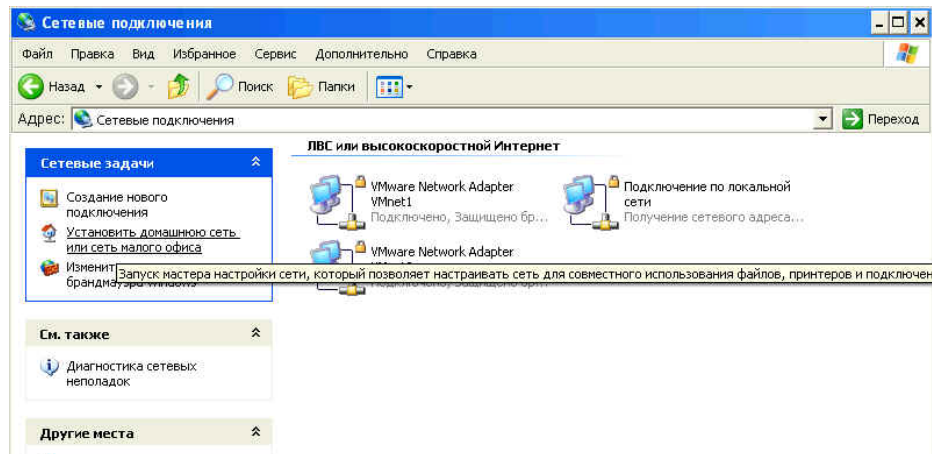 Сетевые подключения
Файл Правка Вид Избранное Сервис Дополнительно Справка
Назад Поиск Папки
Адрес: Сетевые подключения Переход
Сетевые задачи
Создание нового
подключения
Установить домашнюю сеть
или сеть малого офиса
Изменит
брандмауэра Windows
См. также
Диагностика сетевых
неполадок
Другие места
ЛВС или высокоскоростной Интернет
VMware Network Adapter
VMnet1
Подключено, Защищено бр...
Подключение по локальной
сети
Получение сетевого адреса...
VMware Network Adapter
Запуск мастера настройки сети, который позволяет настраивать сеть для совместного использования файлов, принтеров и подключен